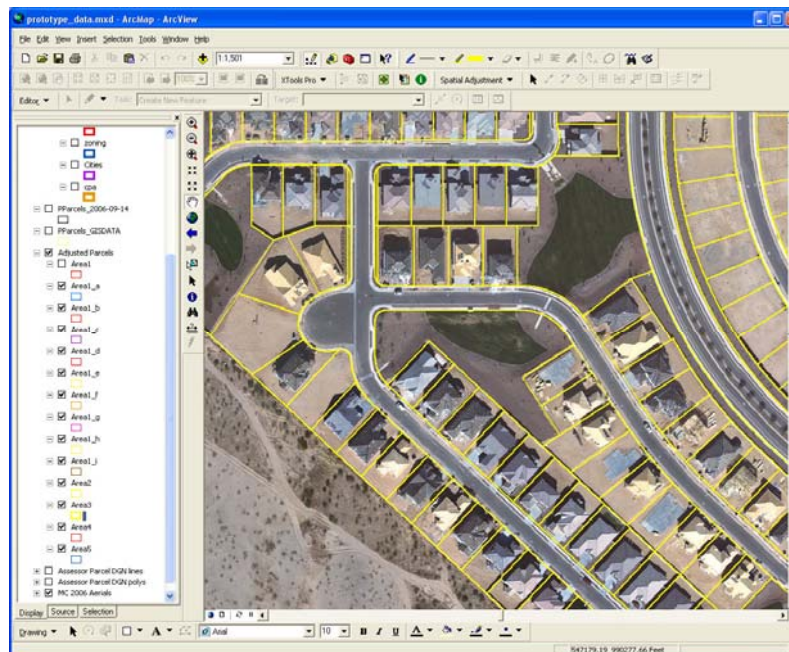 prototype_data.mxd - ArcMap - ArcView
File Edit View Insert Selection Tools Window Help
1:1,501
100%
XTools Pro
Spatial Adjustment
Editor Task: Create New Feature Target:
zoning
Cities
cpa
PParcels_2006-09-14
PParcels_GISDATA
Adjusted Parcels
Area1
Area1_a
Area1_b
Area1_c
Area1_d
Area1_e
Area1_f
Area1_g
Area1_h
Area1_i
Area2
Area3
Area4
Area5
Assessor Parcel DGN lines
Assessor Parcel DGN polys
MC 2006 Aerials
Display Source Selection
Drawing A Arial 10 B I U A
547179.19 990277.66 Feet